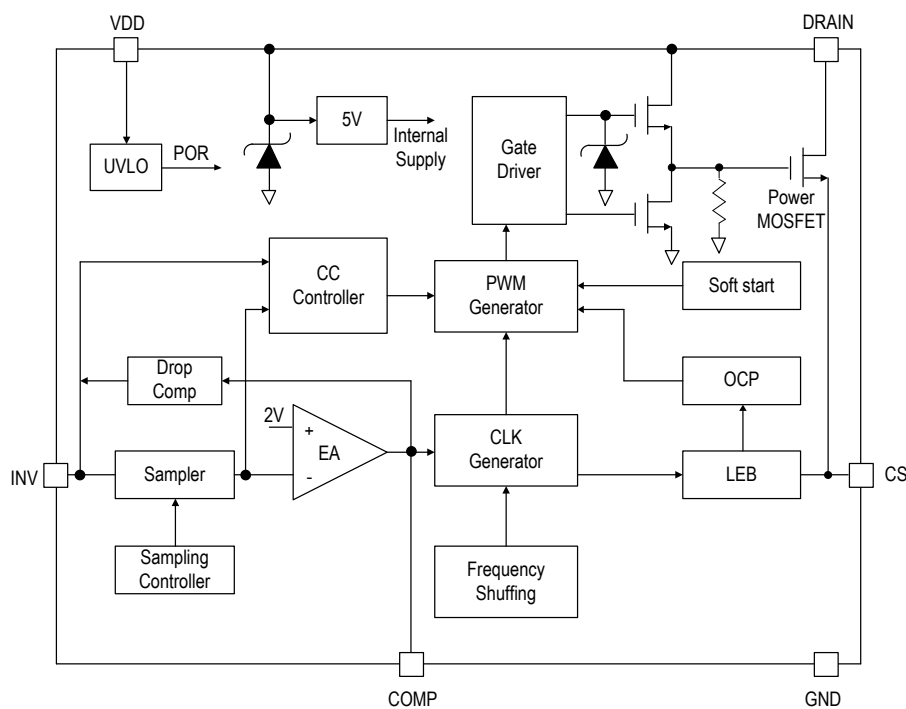 VDD
DRAIN
5V
Internal
Supply
UVLO
POR
Gate
Driver
Power
MOSFET
CC
Controller
PWM
Generator
Soft start
Drop
Comp
OCP
2V
+
EA
-
CLK
Generator
INV
Sampler
LEB
CS
Sampling
Controller
Frequency
Shuffing
COMP
GND